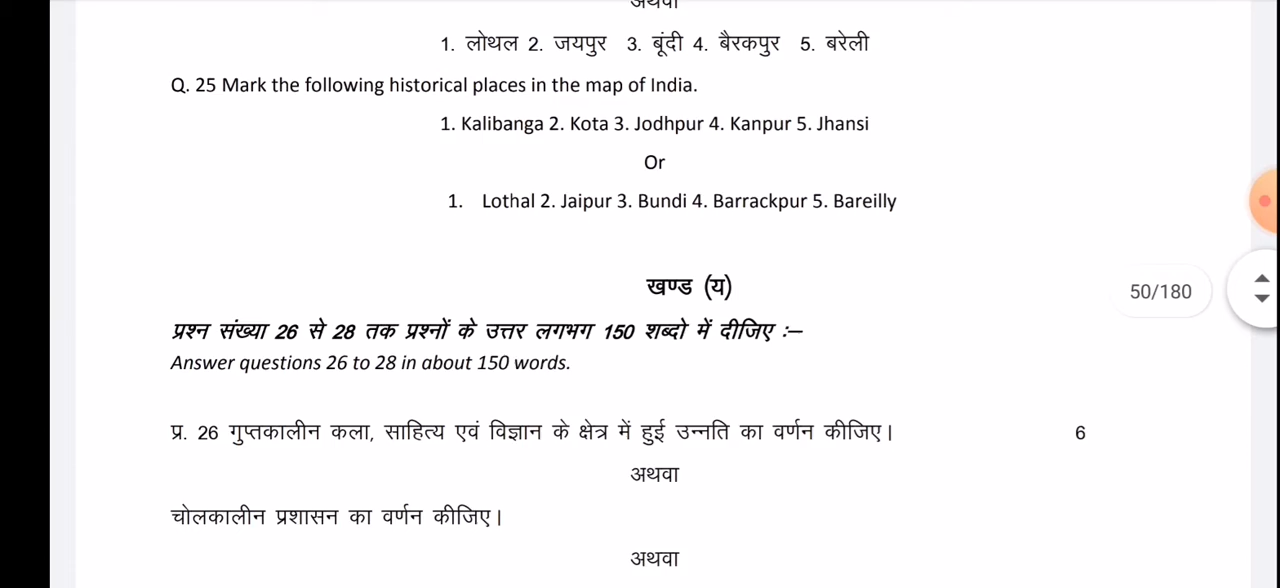 अथवा
1. लोथल 2. जयपुर 3. बूंदी 4. बैरकपुर 5. बरेली
Q. 25 Mark the following historical places in the map of India.
1. Kalibanga 2. Kota 3. Jodhpur 4. Kanpur 5. Jhansi
Or
1. Lothal 2. Jaipur 3. Bundi 4. Barrackpur 5. Bareilly
खण्ड (य)
50/180
प्रश्न संख्या 26 से 28 तक प्रश्नों के उत्तर लगभग 150 शब्दो में दीजिए :–
Answer questions 26 to 28 in about 150 words.
प्र. 26 गुप्तकालीन कला, साहित्य एवं विज्ञान के क्षेत्र में हुई उन्नति का वर्णन कीजिए। 6
अथवा
चोलकालीन प्रशासन का वर्णन कीजिए।
अथवा